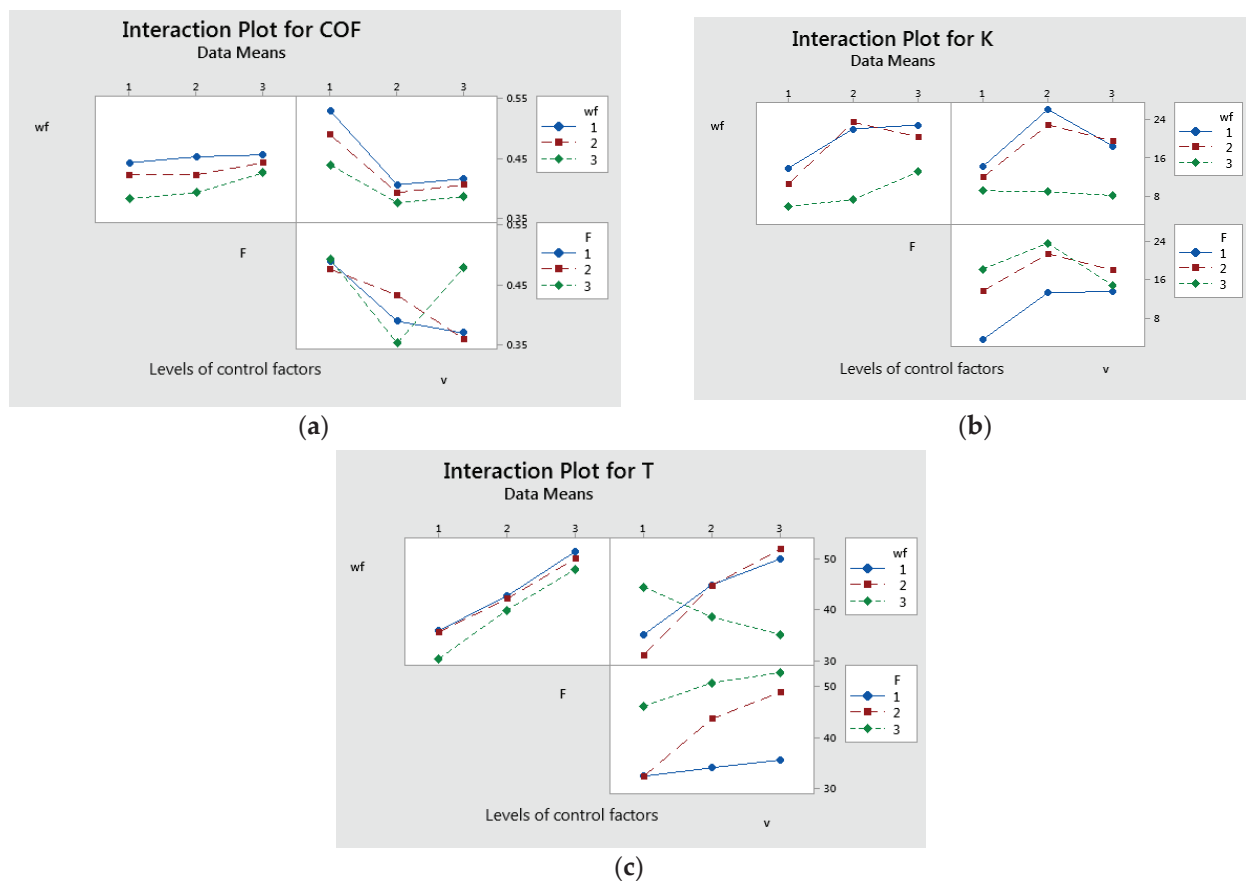 Interaction Plot for COF
Data Means
1 2 3
1 2 3
wf
0.55
0.45
0.35
wf
1
2
3
F
0.55
0.45
0.35
F
1
2
3
Levels of control factors
v
(a)
Interaction Plot for K
Data Means
1 2 3
1 2 3
wf
24
16
8
wf
1
2
3
F
24
16
8
F
1
2
3
Levels of control factors
v
(b)
Interaction Plot for T
Data Means
1 2 3
1 2 3
wf
50
40
30
wf
1
2
3
F
50
40
30
F
1
2
3
Levels of control factors
v
(c)